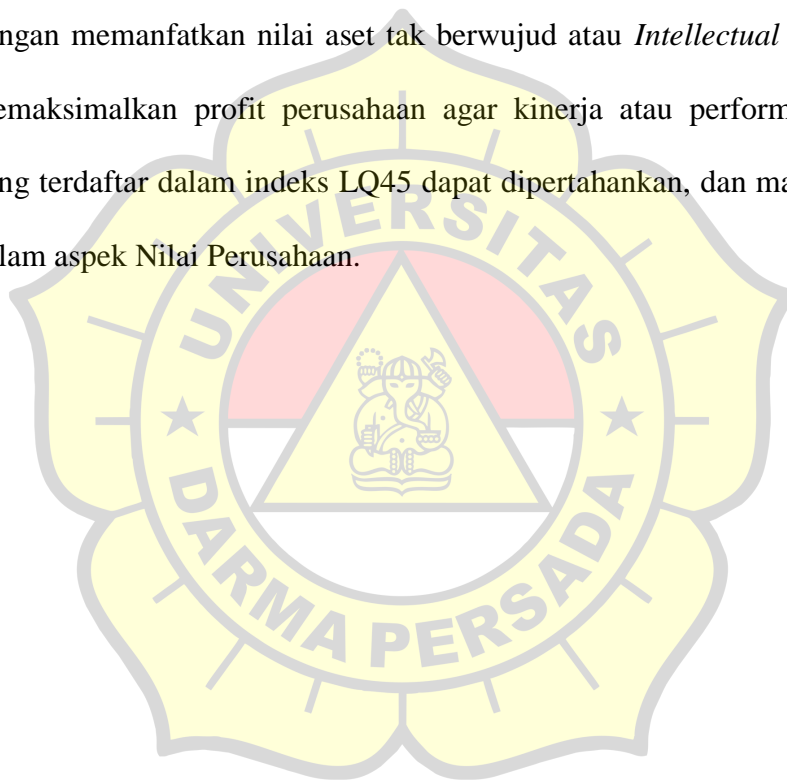 ngan memanfatkan nilai aset tak berwujud atau Intellectual
emaksimalkan profit perusahaan agar kinerja atau perform
ng terdaftar dalam indeks LQ45 dapat dipertahankan, dan ma
lam aspek Nilai Perusahaan.
UNIVERSITAS
DARMA PERSADA